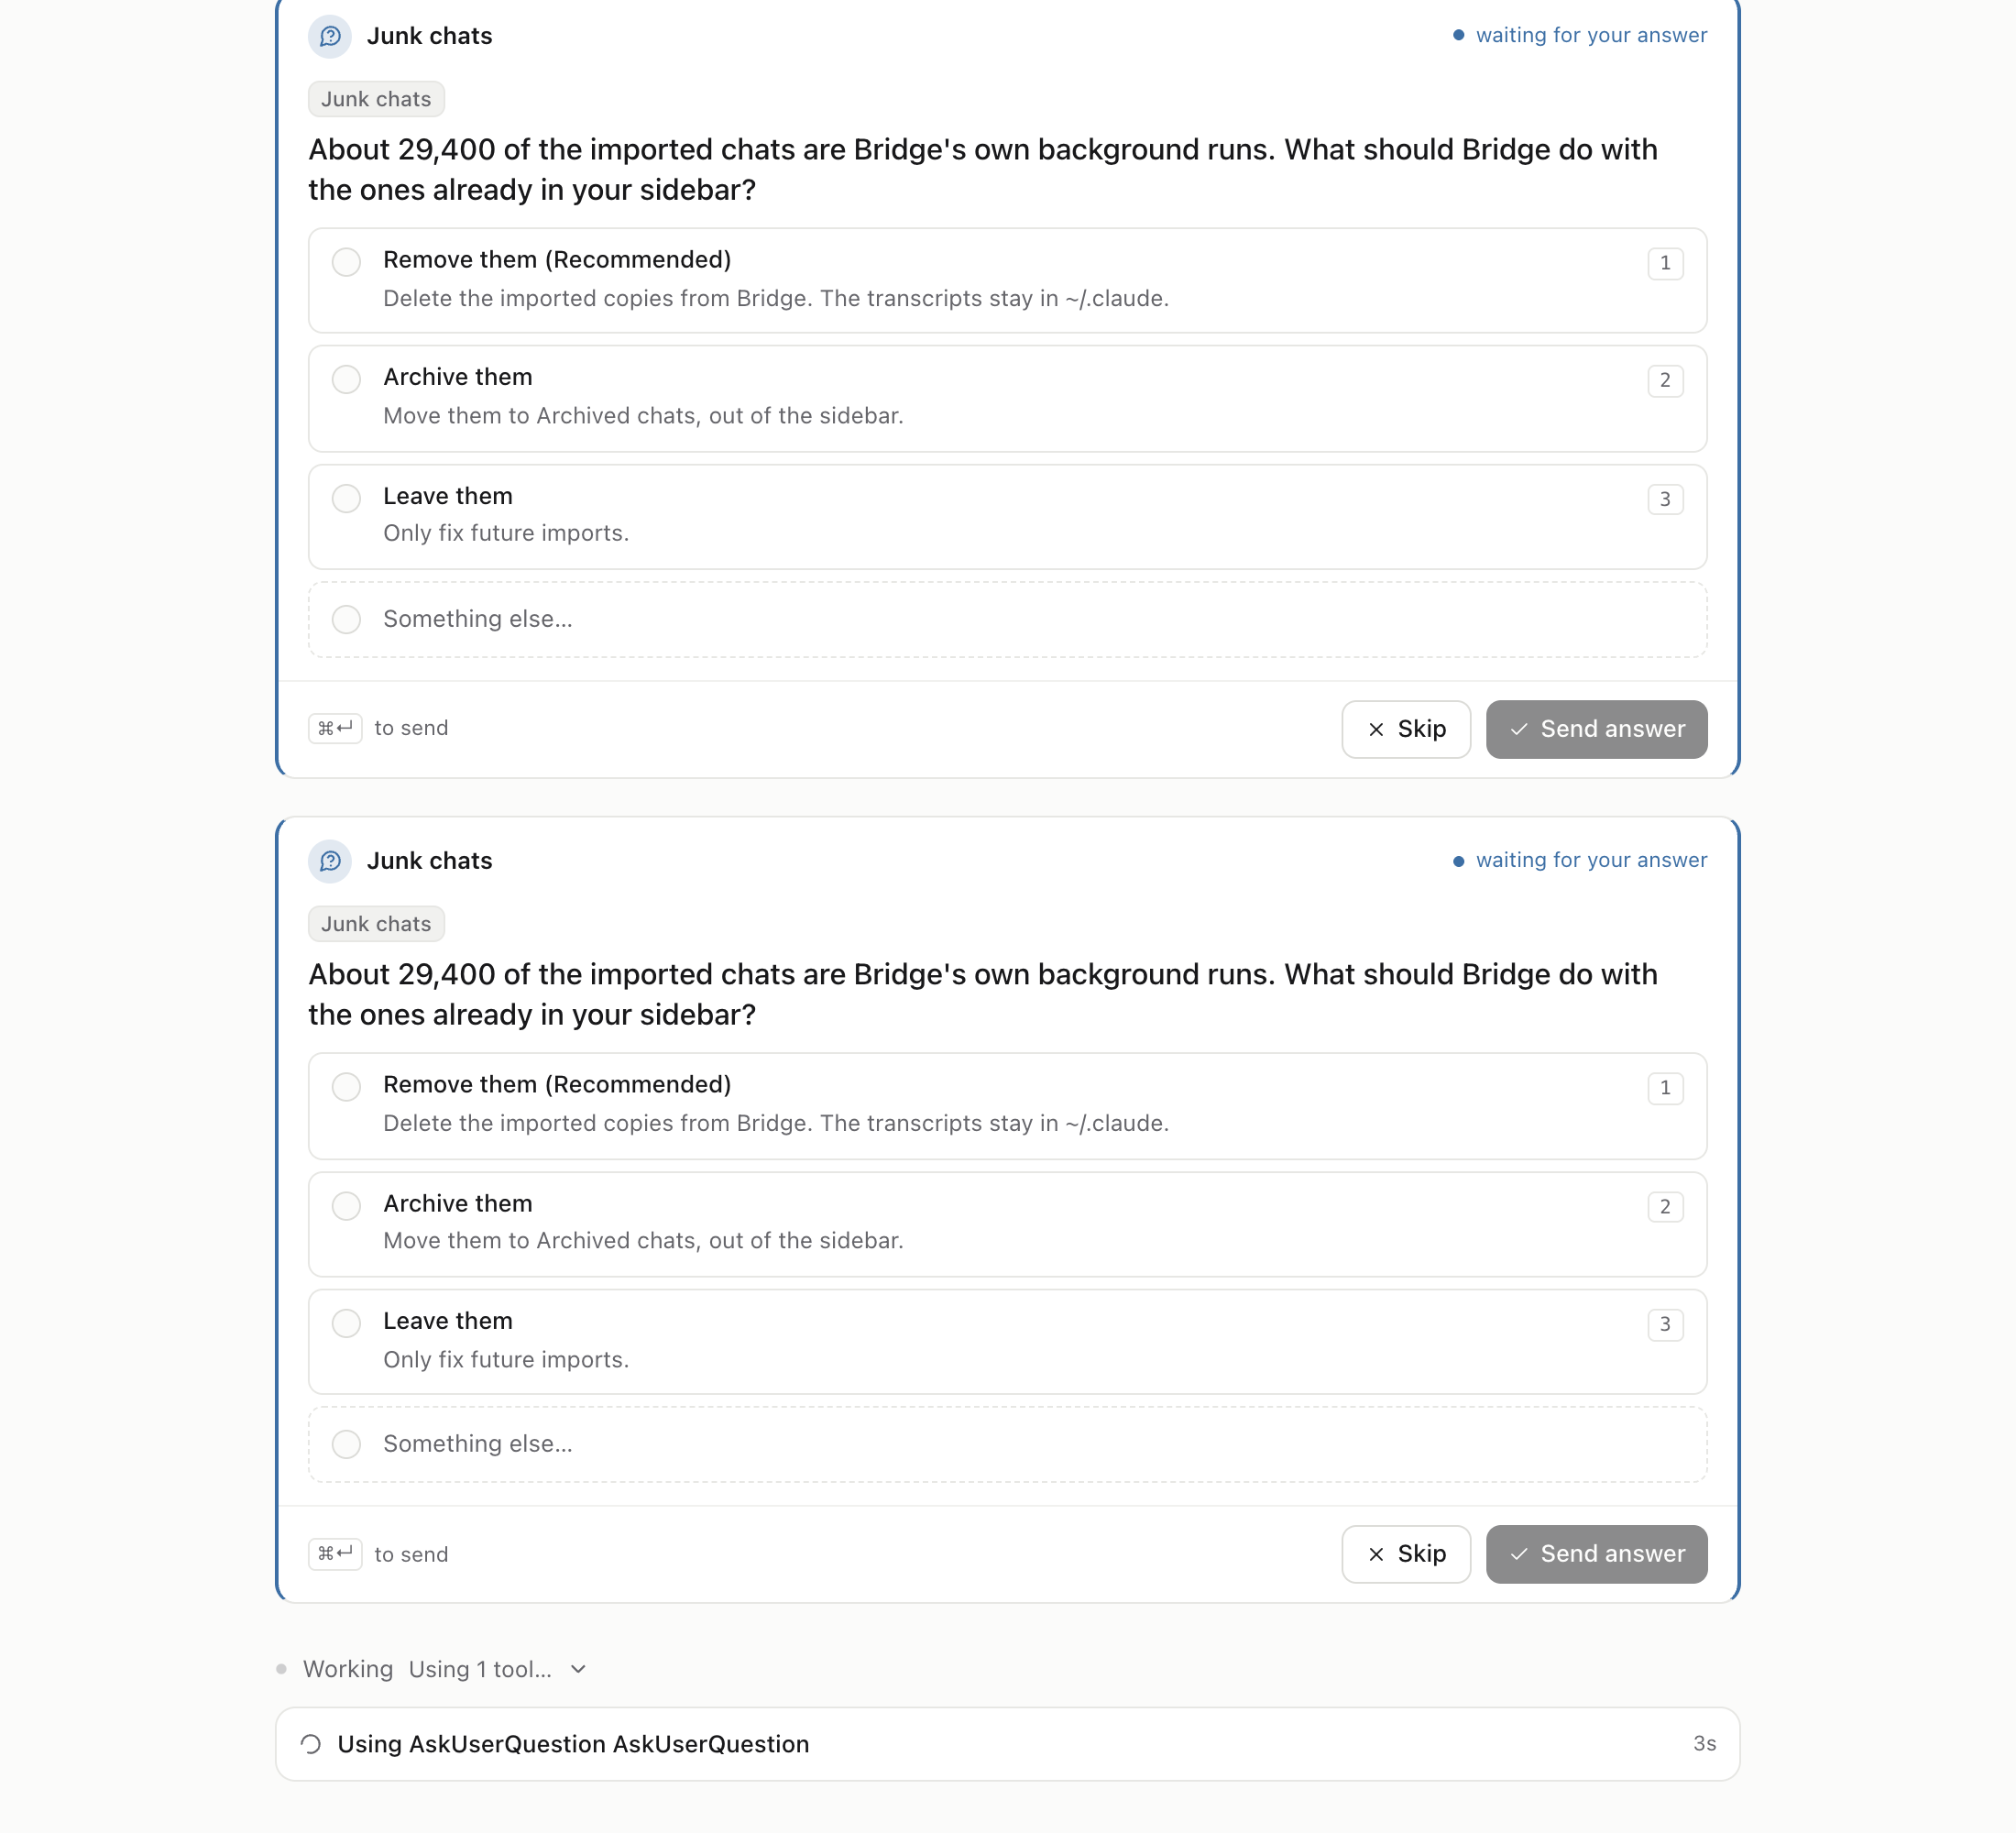 Junk chats
waiting for your answer
Junk chats
About 29,400 of the imported chats are Bridge's own background runs. What should Bridge do with
the ones already in your sidebar?
Remove them (Recommended)
1
Delete the imported copies from Bridge. The transcripts stay in ~/.claude.
Archive them
2
Move them to Archived chats, out of the sidebar.
Leave them
3
Only fix future imports.
Something else...
⌘↵ to send
Skip
Send answer
Junk chats
waiting for your answer
Junk chats
About 29,400 of the imported chats are Bridge's own background runs. What should Bridge do with
the ones already in your sidebar?
Remove them (Recommended)
1
Delete the imported copies from Bridge. The transcripts stay in ~/.claude.
Archive them
2
Move them to Archived chats, out of the sidebar.
Leave them
3
Only fix future imports.
Something else...
⌘↵ to send
Skip
Send answer
Working Using 1 tool...
Using AskUserQuestion AskUserQuestion
3s